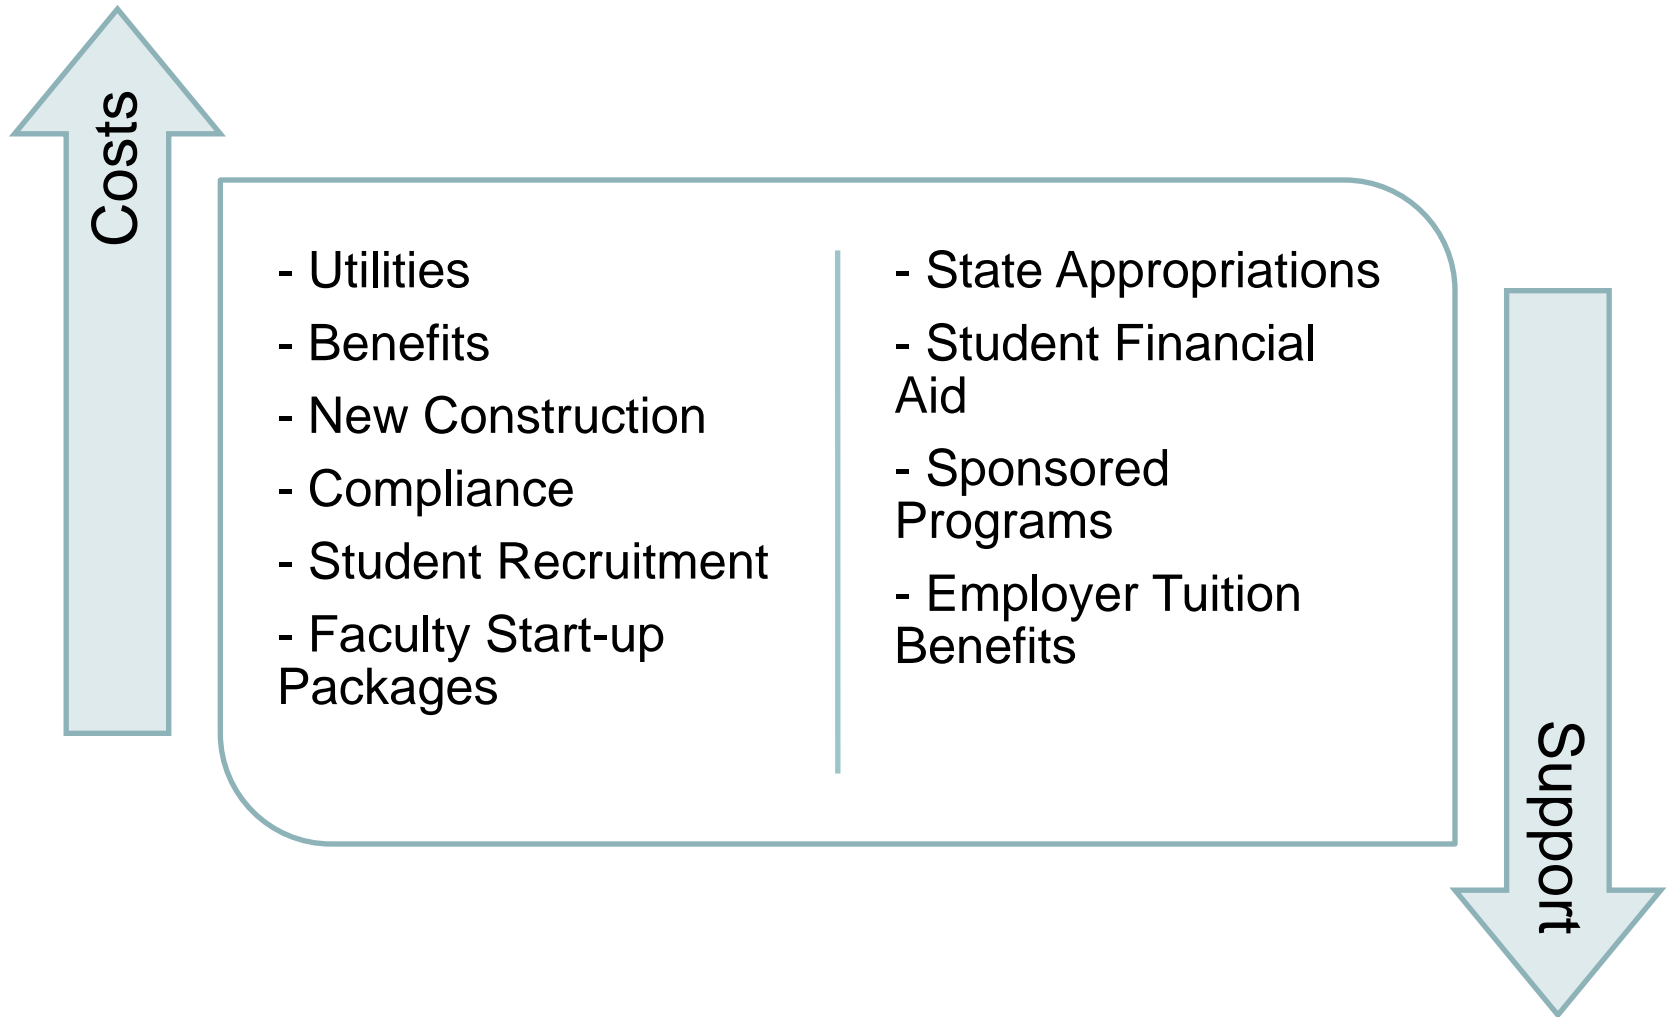 Costs
- Utilities
- Benefits
- New Construction
- Compliance
- Student Recruitment
- Faculty Start-up
Packages
- State Appropriations
- Student Financial
Aid
- Sponsored
Programs
- Employer Tuition
Benefits
Support